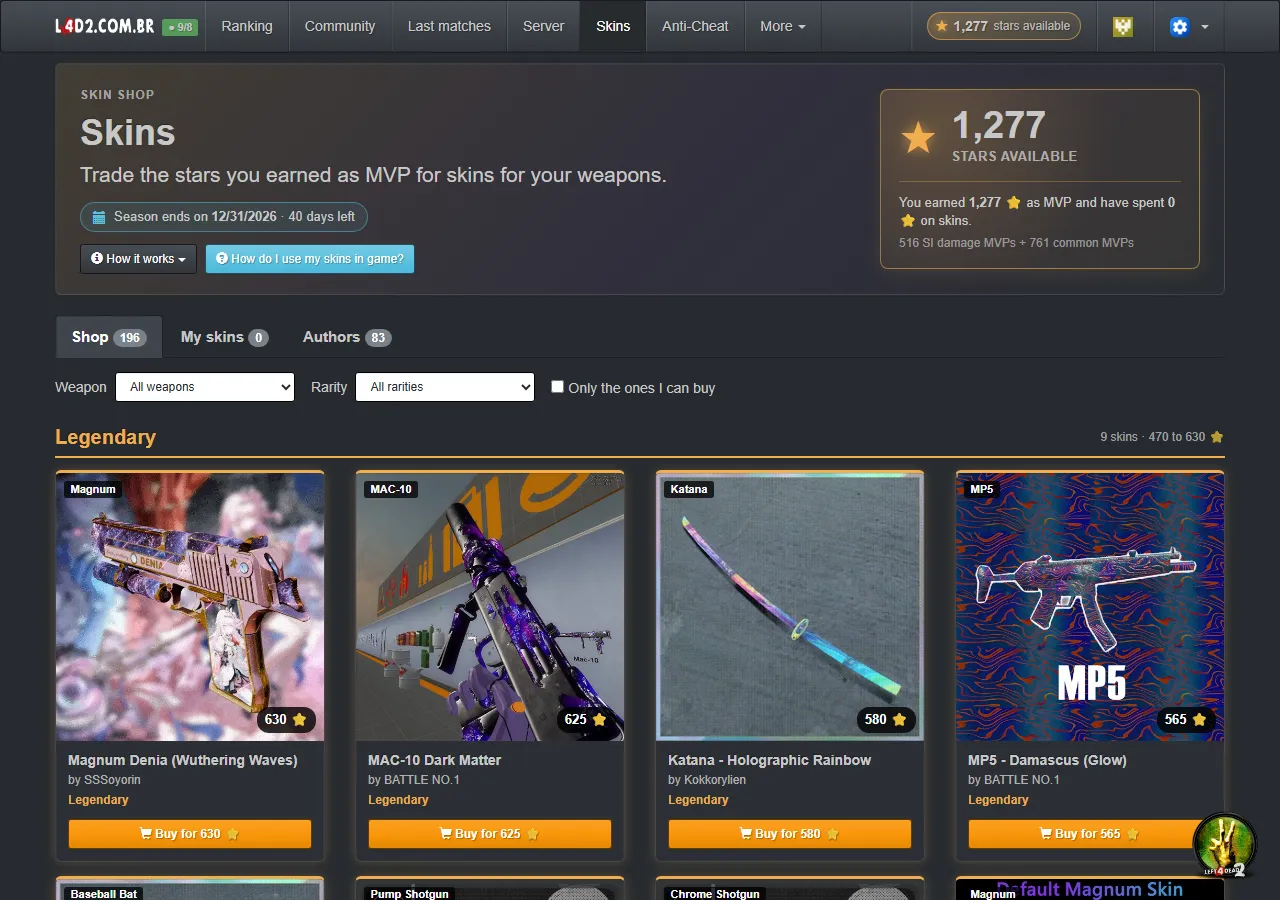 L4D2.COM.BR 9/8 Ranking Community Last matches Server Skins Anti-Cheat More 1,277 stars available
SKIN SHOP
Skins
Trade the stars you earned as MVP for skins for your weapons.
Season ends on 12/31/2026 · 40 days left
How it works How do I use my skins in game?
1,277
STARS AVAILABLE
You earned 1,277 as MVP and have spent 0
on skins.
516 SI damage MVPs + 761 common MVPs
Shop 196 My skins 0 Authors 83
Weapon All weapons Rarity All rarities Only the ones I can buy
Legendary 9 skins · 470 to 630
Magnum
DENIA
630
Magnum Denia (Wuthering Waves)
by SSSoyorin
Legendary
Buy for 630
MAC-10
Mac-10
625
MAC-10 Dark Matter
by BATTLE NO.1
Legendary
Buy for 625
Katana
580
Katana - Holographic Rainbow
by Kokkorylien
Legendary
Buy for 580
MP5
MP5
565
MP5 - Damascus (Glow)
by BATTLE NO.1
Legendary
Buy for 565
LEFT 4 DEAD 2
Baseball Bat
Pump Shotgun
Chrome Shotgun
Magnum
Default Magnum Skin